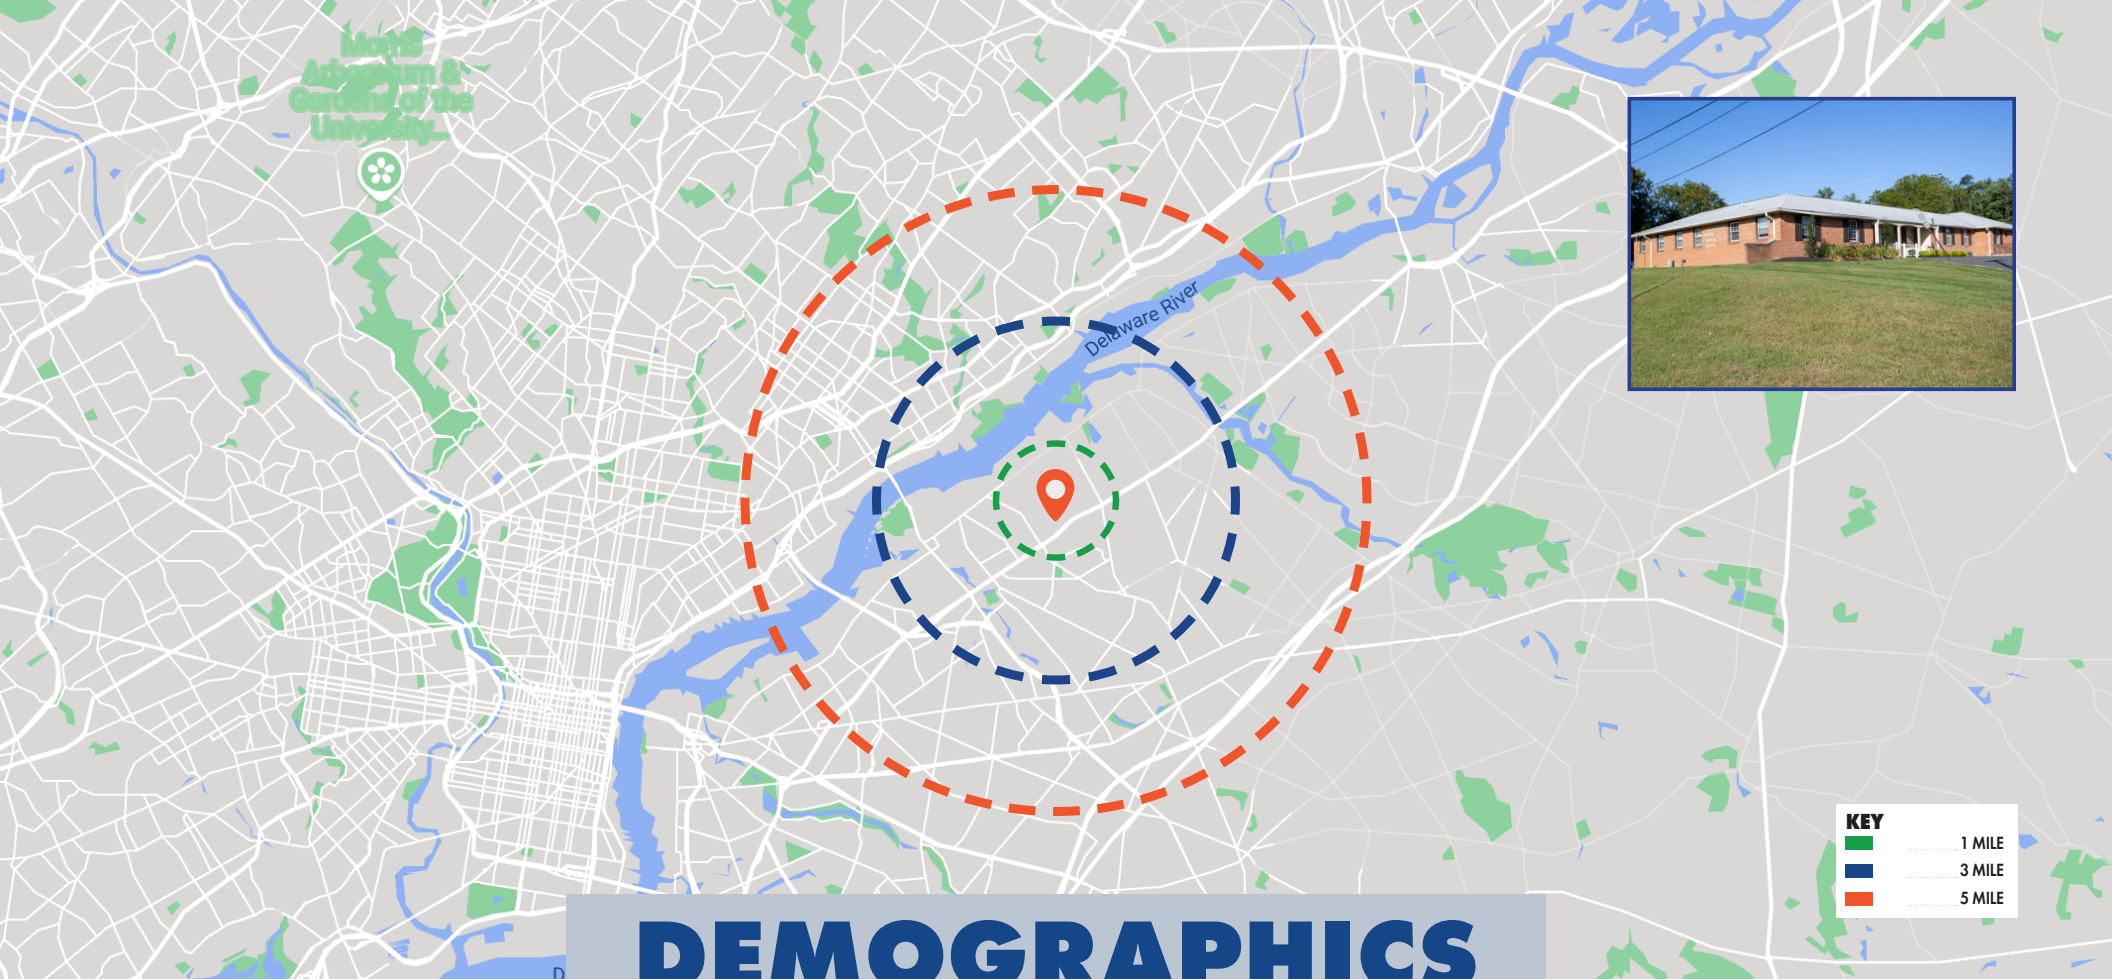 Morris
Arboretum &
Gardens of the
University...
Delaware River
KEY
1 MILE
3 MILE
5 MILE
DEMOGRAPHICS
D